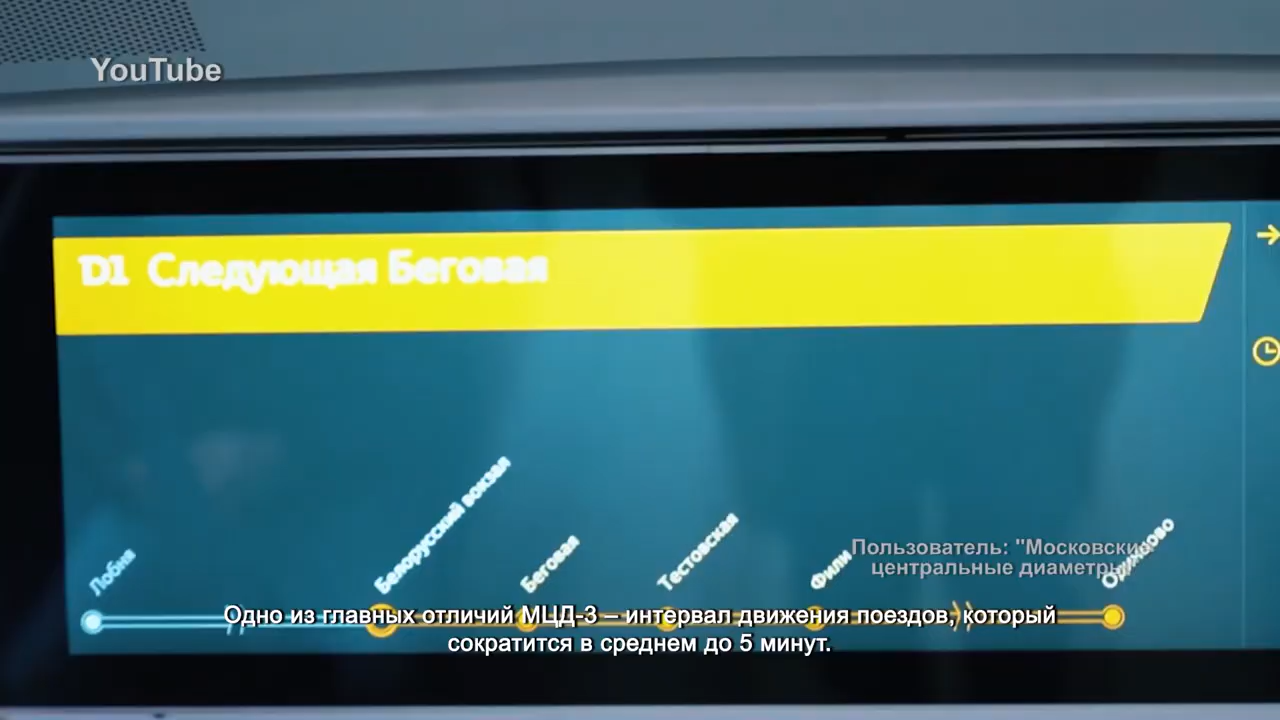 YouTube
D1 Следующая Беговая
Лобня
Белорусский вокзал
Беговая
Тестовская
Фили
Одинцово
Пользователь: "Московские
центральные диаметры"
Одно из главных отличий МЦД-3 – интервал движения поездов, который
сократится в среднем до 5 минут.